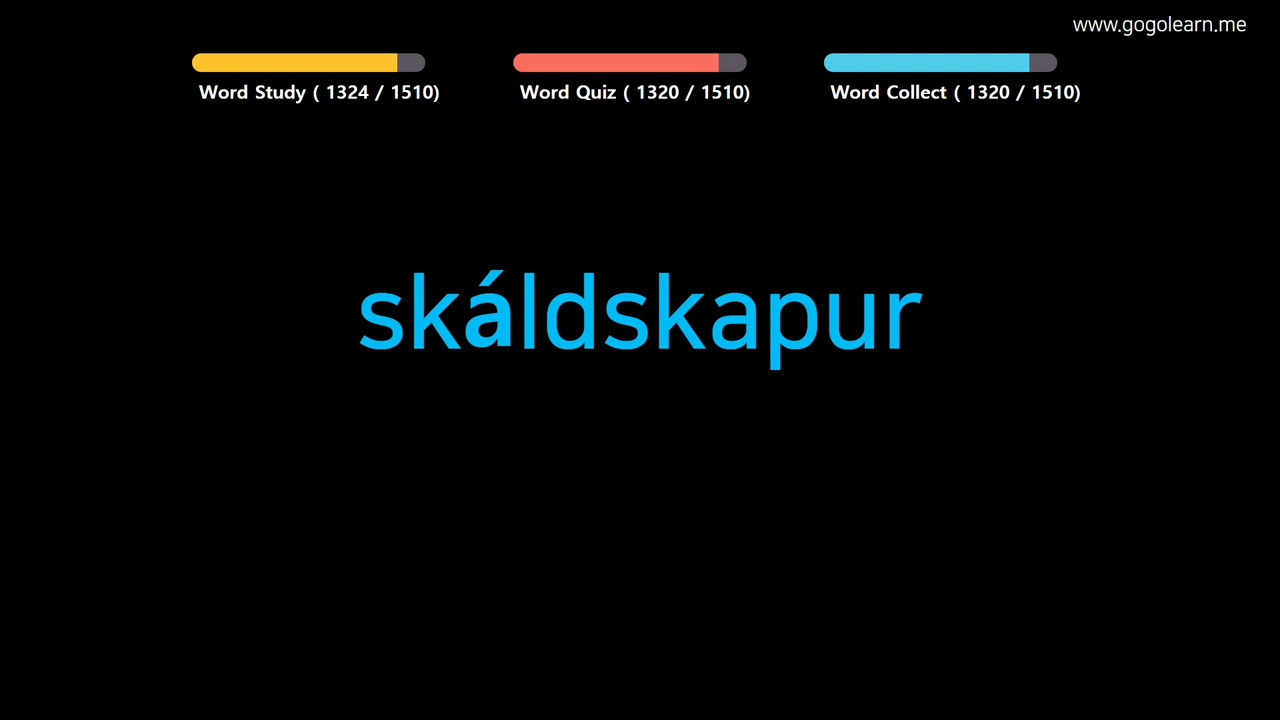 www.gogolearn.me
Word Study ( 1324 / 1510)
Word Quiz ( 1320 / 1510)
Word Collect ( 1320 / 1510)
skáldskapur